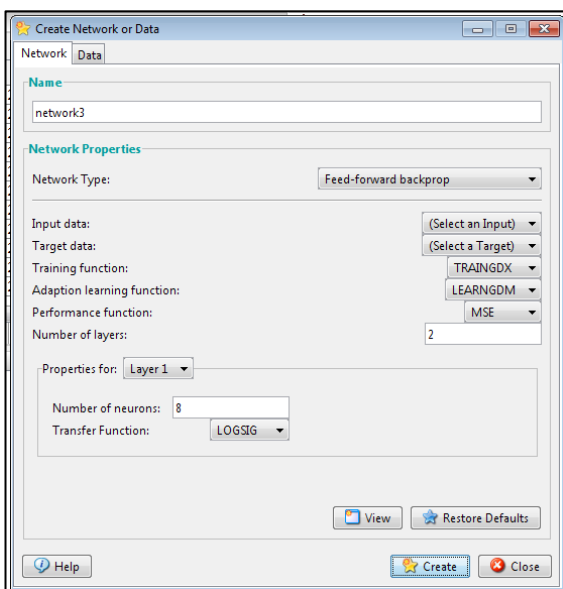 Create Network or Data
Network Data
Name
network3
Network Properties
Network Type: Feed-forward backprop
Input data: (Select an Input)
Target data: (Select a Target)
Training function: TRAINGDX
Adaption learning function: LEARNGDM
Performance function: MSE
Number of layers: 2
Properties for: Layer 1
Number of neurons: 8
Transfer Function: LOGSIG
View Restore Defaults
Help Create Close